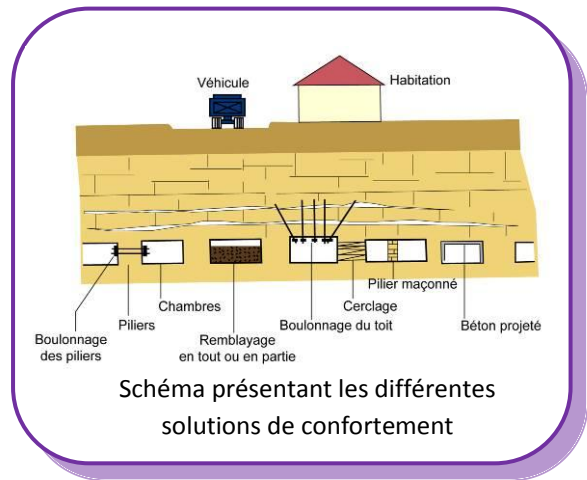 Véhicule
Habitation
Chambres
Piliers
Boulonnage
des piliers
Remblayage
en tout ou en partie
Boulonnage du toit
Cerclage
Pilier maçonné
Béton projeté
Schéma présentant les différentes
solutions de confortement